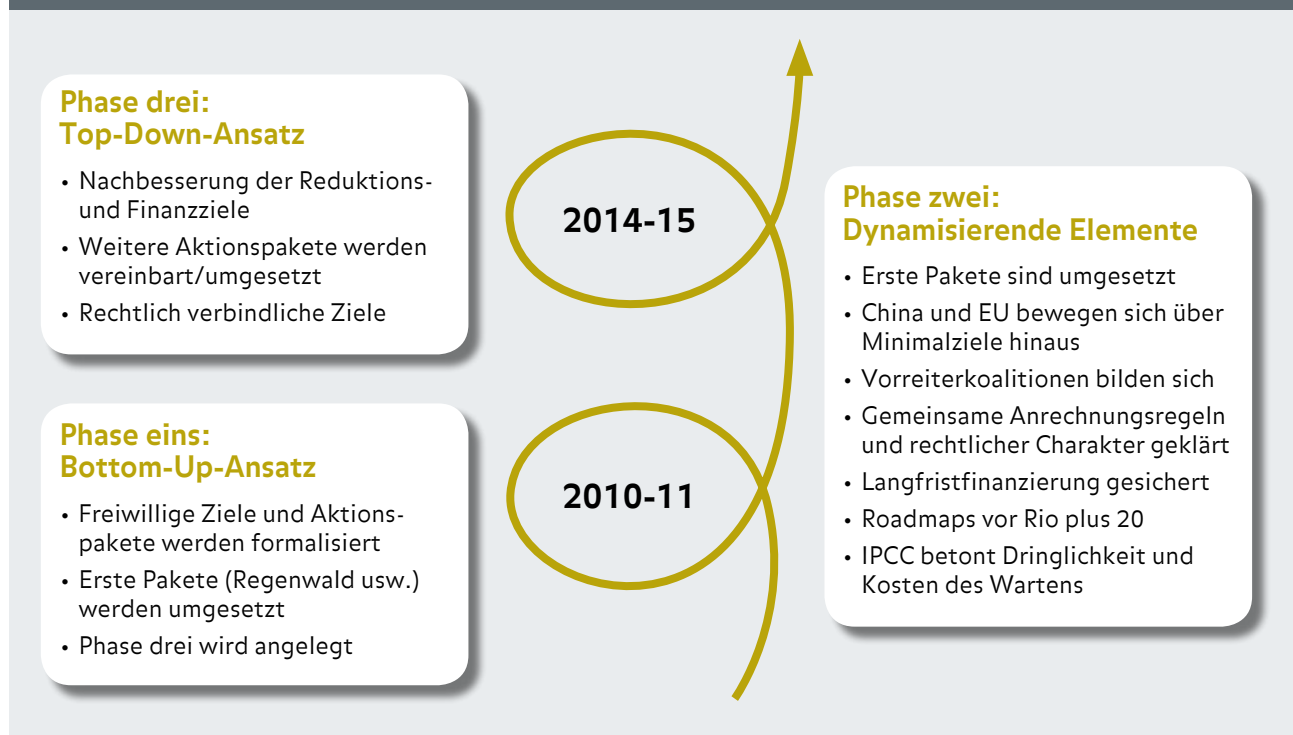 Phase drei:
Top-Down-Ansatz
• Nachbesserung der Reduktions-
und Finanzziele
• Weitere Aktionspakete werden
vereinbart/umgesetzt
• Rechtlich verbindliche Ziele
2014-15
Phase eins:
Bottom-Up-Ansatz
• Freiwillige Ziele und Aktions-
pakete werden formalisiert
• Erste Pakete (Regenwald usw.)
werden umgesetzt
• Phase drei wird angelegt
2010-11
Phase zwei:
Dynamisierende Elemente
• Erste Pakete sind umgesetzt
• China und EU bewegen sich über
Minimalziele hinaus
• Vorreiterkoalitionen bilden sich
• Gemeinsame Anrechnungsregeln
und rechtlicher Charakter geklärt
• Langfristfinanzierung gesichert
• Roadmaps vor Rio plus 20
• IPCC betont Dringlichkeit und
Kosten des Wartens